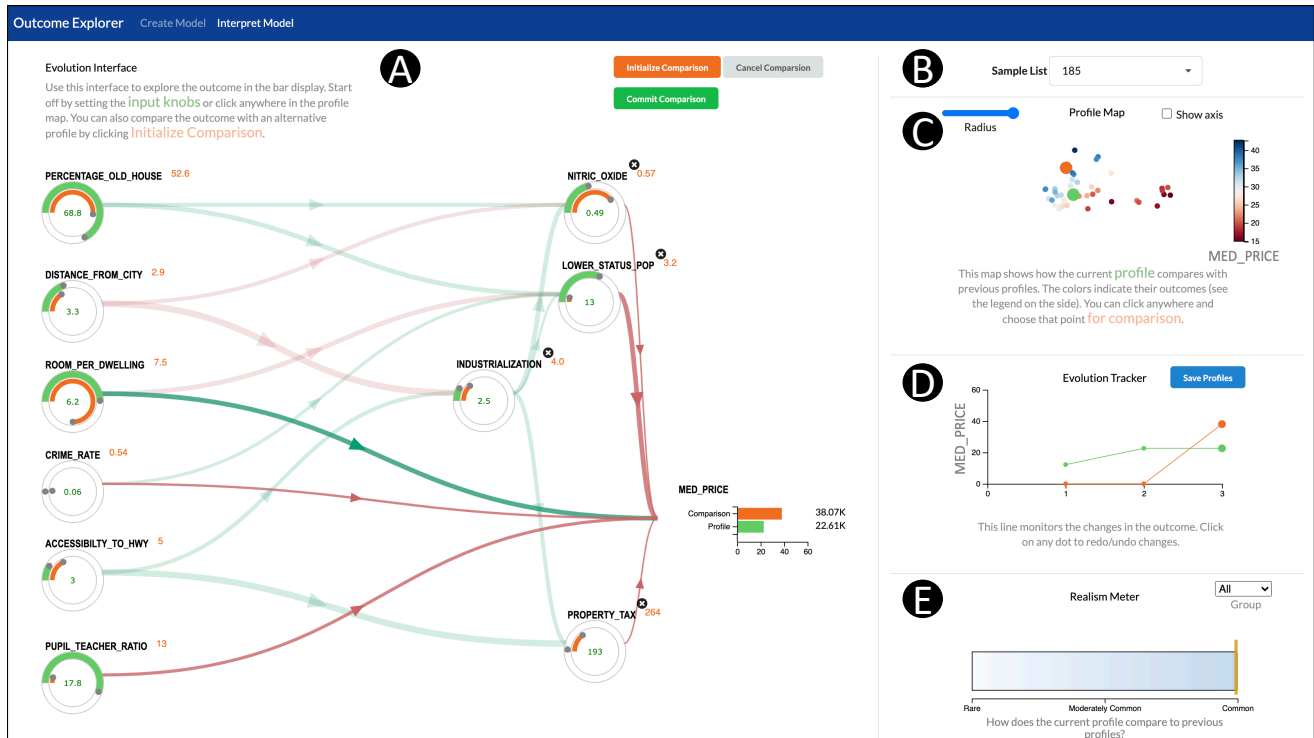 Outcome Explorer Create Model Interpret Model
Evolution Interface
Use this interface to explore the outcome in the bar display. Start
off by setting the input knobs or click anywhere in the profile
map. You can also compare the outcome with an alternative
profile by clicking Initialize Comparison.
A
Initialize Comparison Cancel Comparsion
Commit Comparison
PERCENTAGE_OLD_HOUSE 52.6
68.8
DISTANCE_FROM_CITY 2.9
3.3
ROOM_PER_DWELLING 7.5
6.2
CRIME_RATE 0.54
0.06
ACCESSIBILTY_TO_HWY 5
3
PUPIL_TEACHER_RATIO 13
17.8
NITRIC_OXIDE 0.57
0.49
LOWER_STATUS_POP 3.2
13
INDUSTRIALIZATION 4.0
2.5
PROPERTY_TAX 264
193
MED_PRICE
Comparison 38.07K
Profile 22.61K
0 20 40 60
B
Sample List 185
C
Radius
Profile Map
Show axis
40
35
30
25
20
15
MED_PRICE
This map shows how the current profile compares with
previous profiles. The colors indicate their outcomes (see
the legend on the side). You can click anywhere and
choose that point for comparison.
D
Evolution Tracker Save Profiles
MED_PRICE
60
40
20
0
0 1 2 3
This line monitors the changes in the outcome. Click
on any dot to redo/undo changes.
E
Realism Meter
All
Group
Rare Moderately Common Common
How does the current profile compare to previous
profiles?